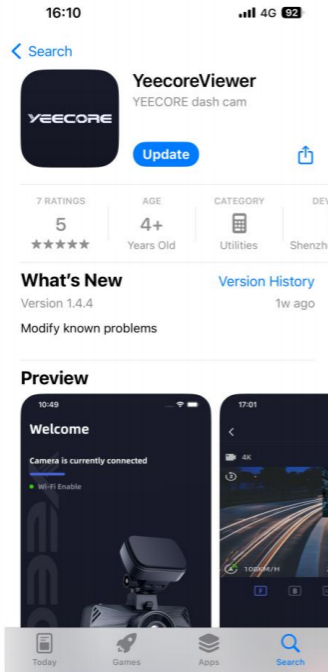 16:10
4G 92
Search
YEECORE
YeecoreViewer
YEECORE dash cam
Update
7 RATINGS
AGE
CATEGORY
5
4+
Years Old
Utilities
What's New
Version History
Version 1.4.4
1w ago
Modify known problems
Preview
10:49
Welcome
Camera is currently connected
Wi-Fi Enable
17:01
4K
100KM/H
F
B
Today
Games
Apps
Search